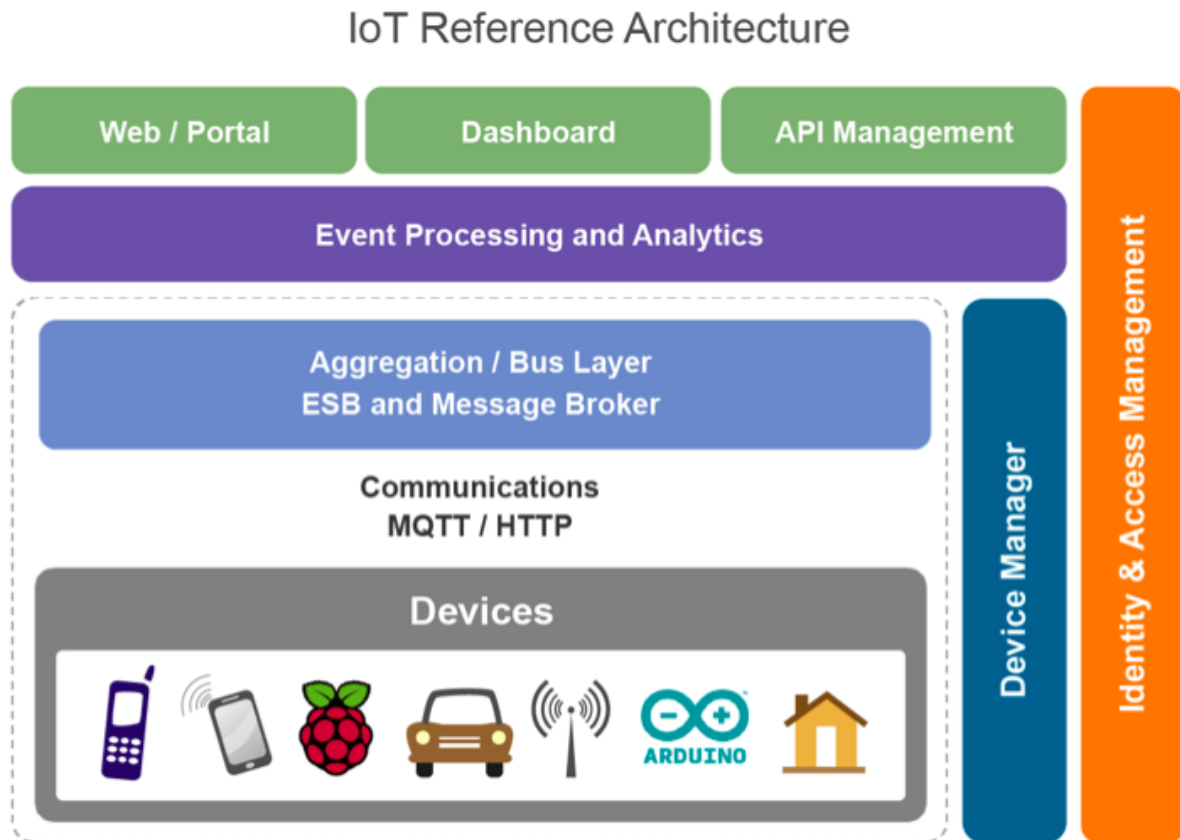 IoT Reference Architecture
Web / Portal
Dashboard
API Management
Event Processing and Analytics
Aggregation / Bus Layer
ESB and Message Broker
Communications
MQTT / HTTP
Devices
ARDUINO
Device Manager
Identity & Access Management